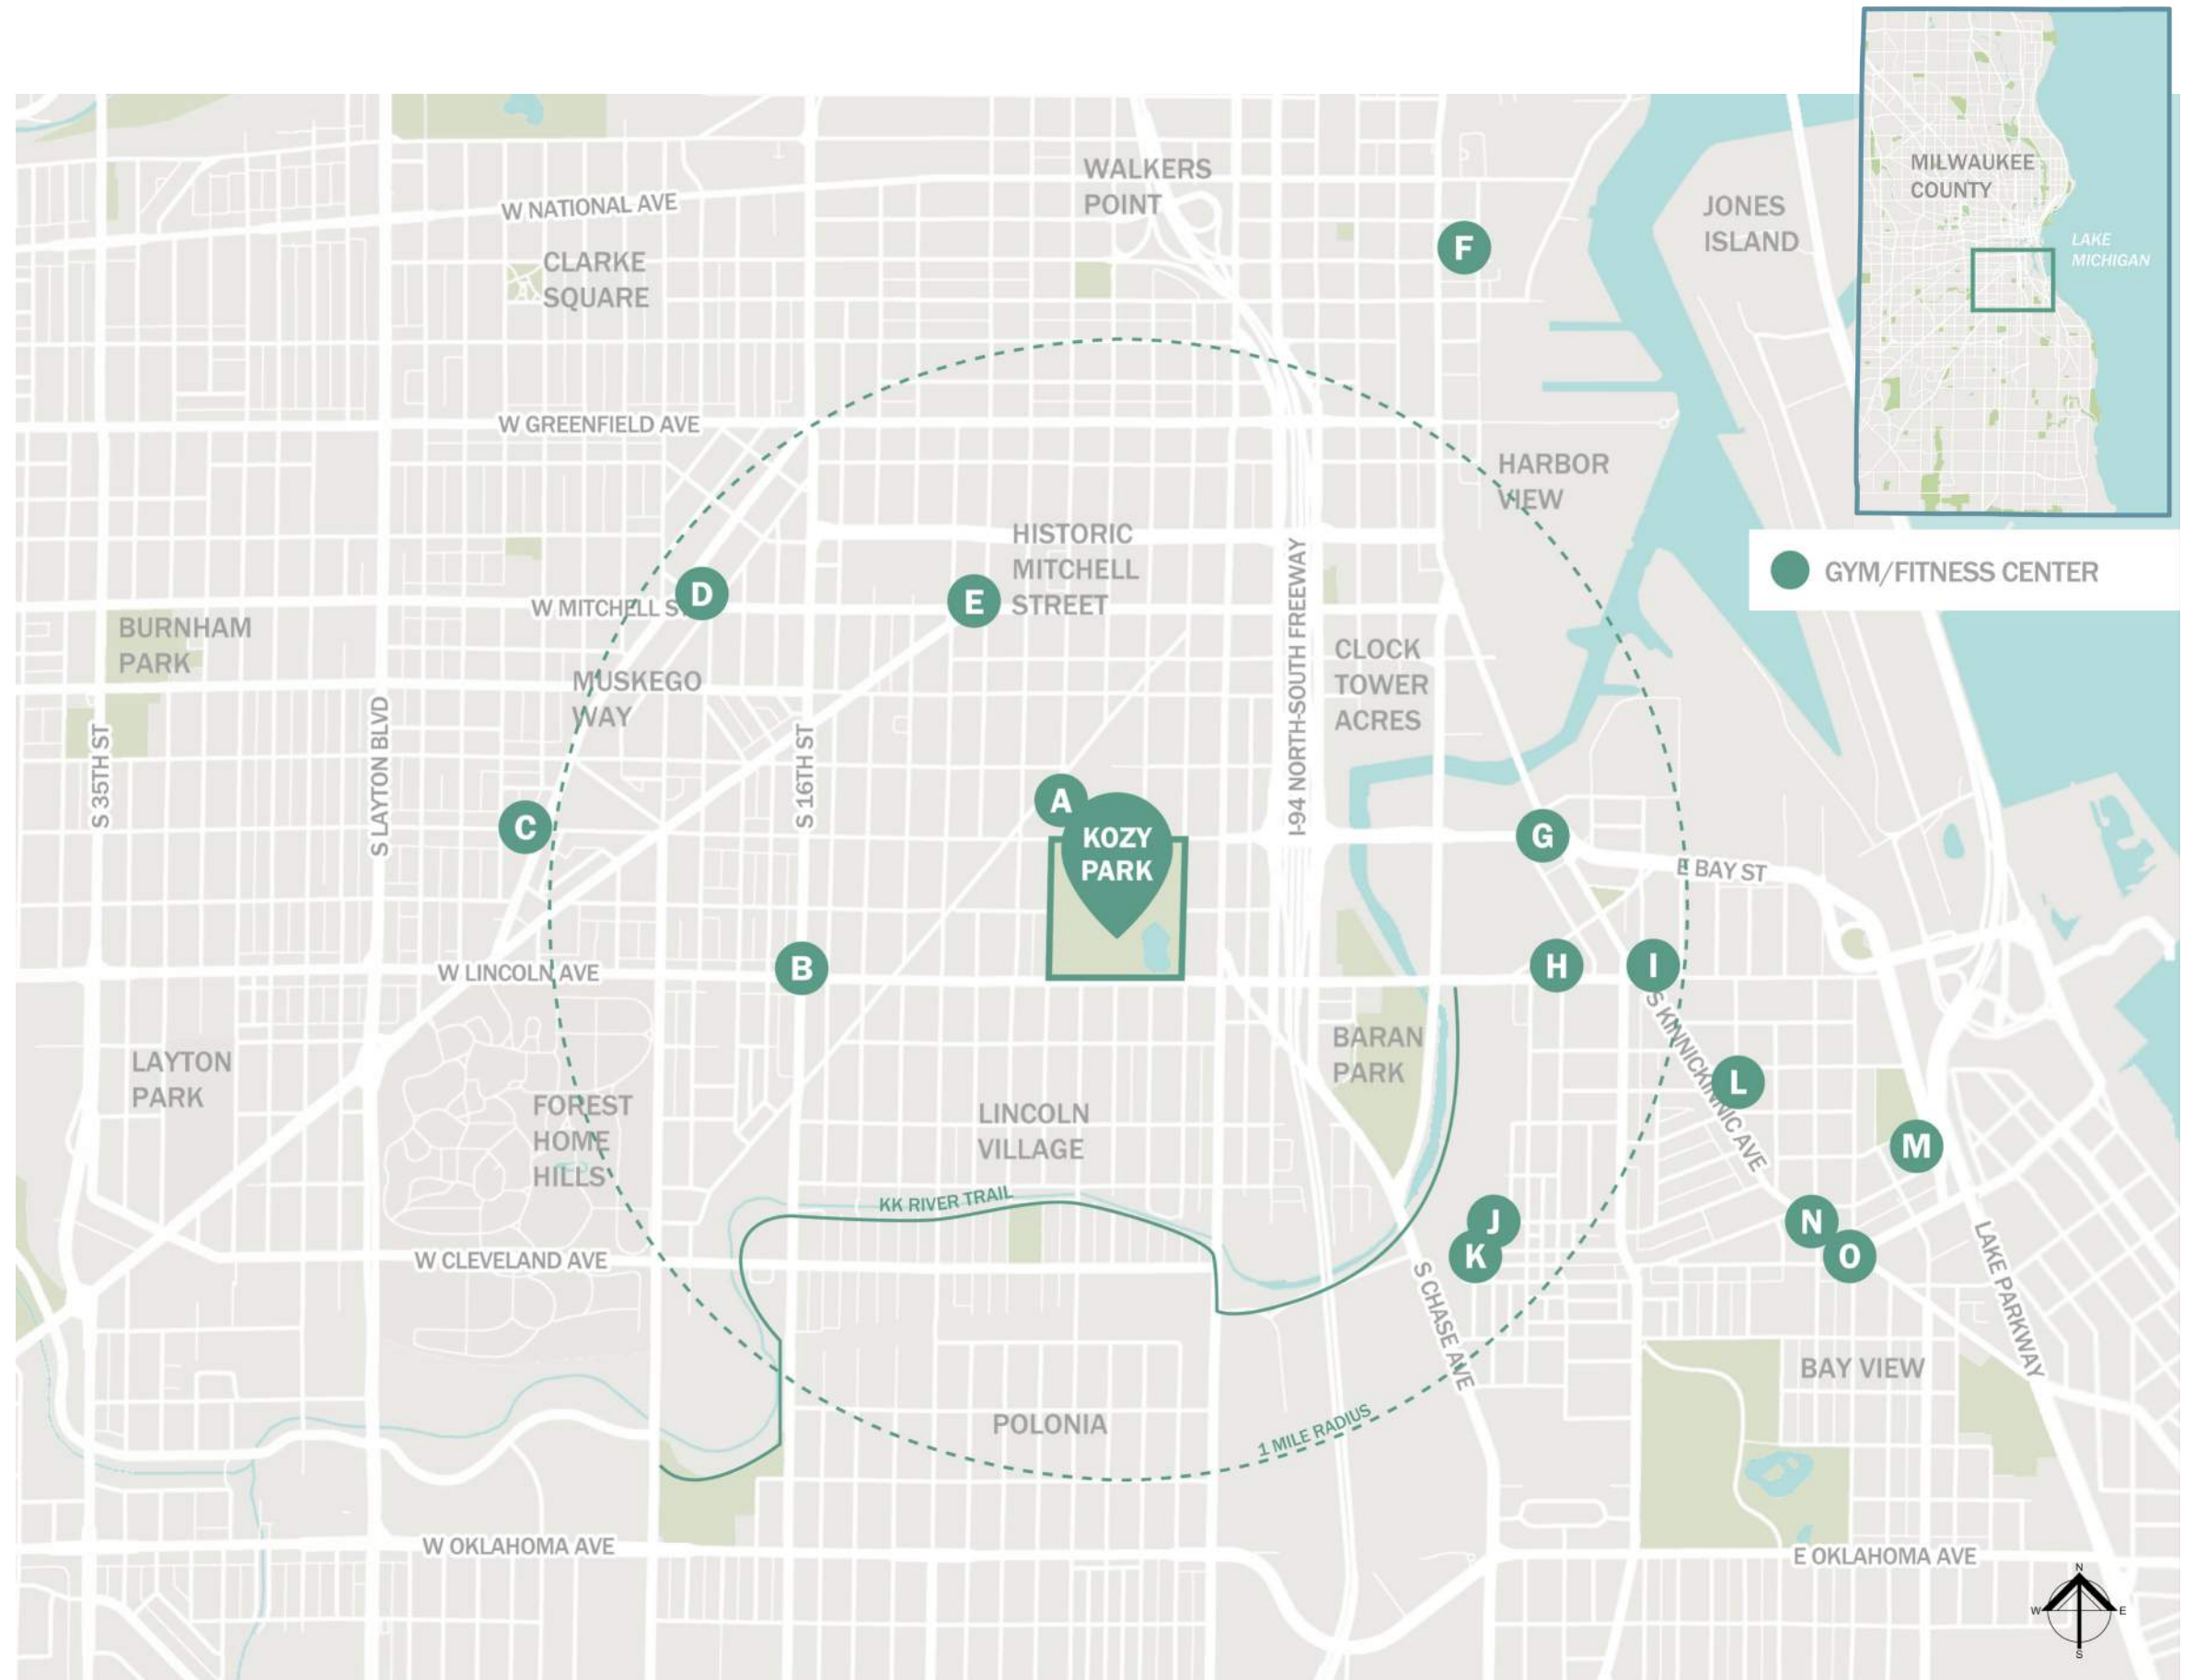 MILWAUKEE
COUNTY
LAKE
MICHIGAN
WALKERS
POINT
JONES
ISLAND
W NATIONAL AVE
F
CLARKE
SQUARE
W GREENFIELD AVE
HARBOR
VIEW
HISTORIC
MITCHELL
STREET
GYM/FITNESS CENTER
D
E
W MITCHELL S
BURNHAM
PARK
I-94 NORTH-SOUTH FREEWAY
CLOCK
TOWER
ACRES
MUSKEGO
WAY
S 35TH ST
S LAYTON BLVD
S 16TH ST
A
C
KOZY
PARK
G
E BAY ST
W LINCOLN AVE
B
H
I
S KINNICKINNIC AVE
BARAN
PARK
LAYTON
PARK
L
FOREST
HOME
HILLS
LINCOLN
VILLAGE
M
KK RIVER TRAIL
J
K
N
O
W CLEVELAND AVE
S CHASE AVE
LAKE PARKWAY
BAY VIEW
POLONIA
1 MILE RADIUS
W OKLAHOMA AVE
E OKLAHOMA AVE
N
W
E
S